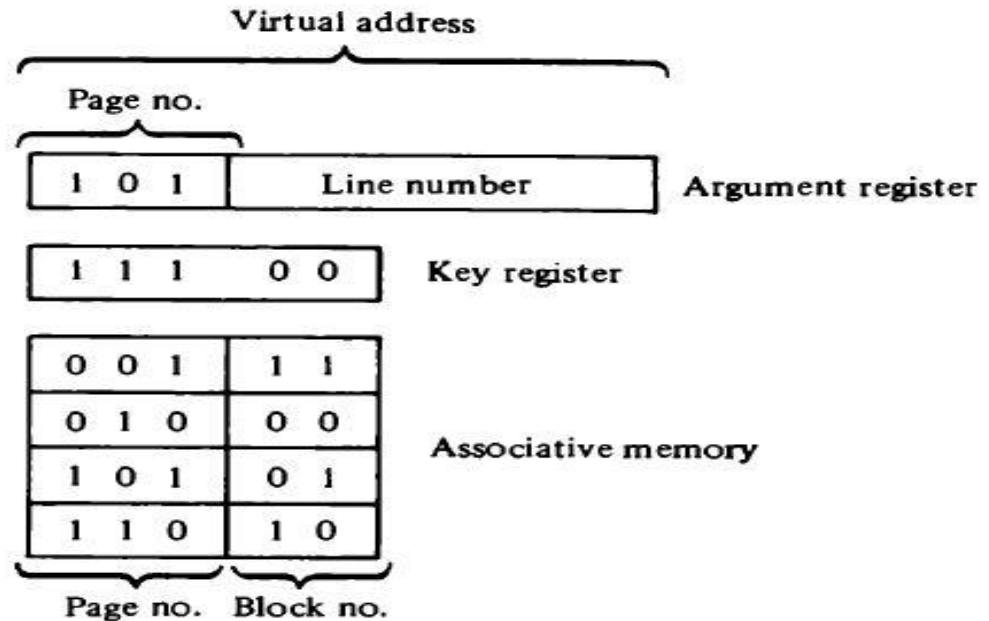 Virtual address
Page no.
1 0 1 Line number Argument register
1 1 1 0 0 Key register
0 0 1 1 1
0 1 0 0 0
Associative memory
1 0 1 0 1
1 1 0 1 0
Page no. Block no.